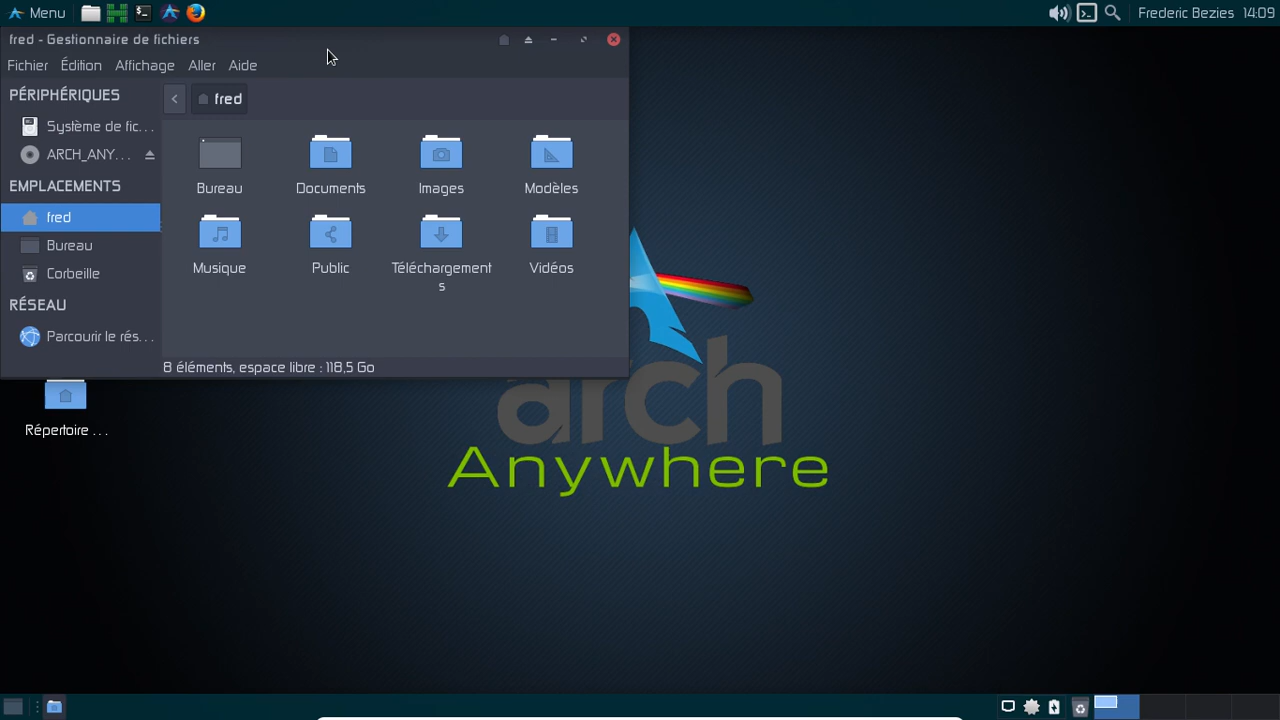 Menu
Frederic Bezies 14:09
fred - Gestionnaire de fichiers
Fichier Édition Affichage Aller Aide
PÉRIPHÉRIQUES
Système de fic...
ARCH_ANY...
EMPLACEMENTS
fred
Bureau
Corbeille
RÉSEAU
Parcourir le rés...
fred
Bureau
Documents
Images
Modèles
Musique
Public
Téléchargement
s
Vidéos
8 éléments, espace libre : 118,5 Go
Répertoire ...
arch
Anywhere